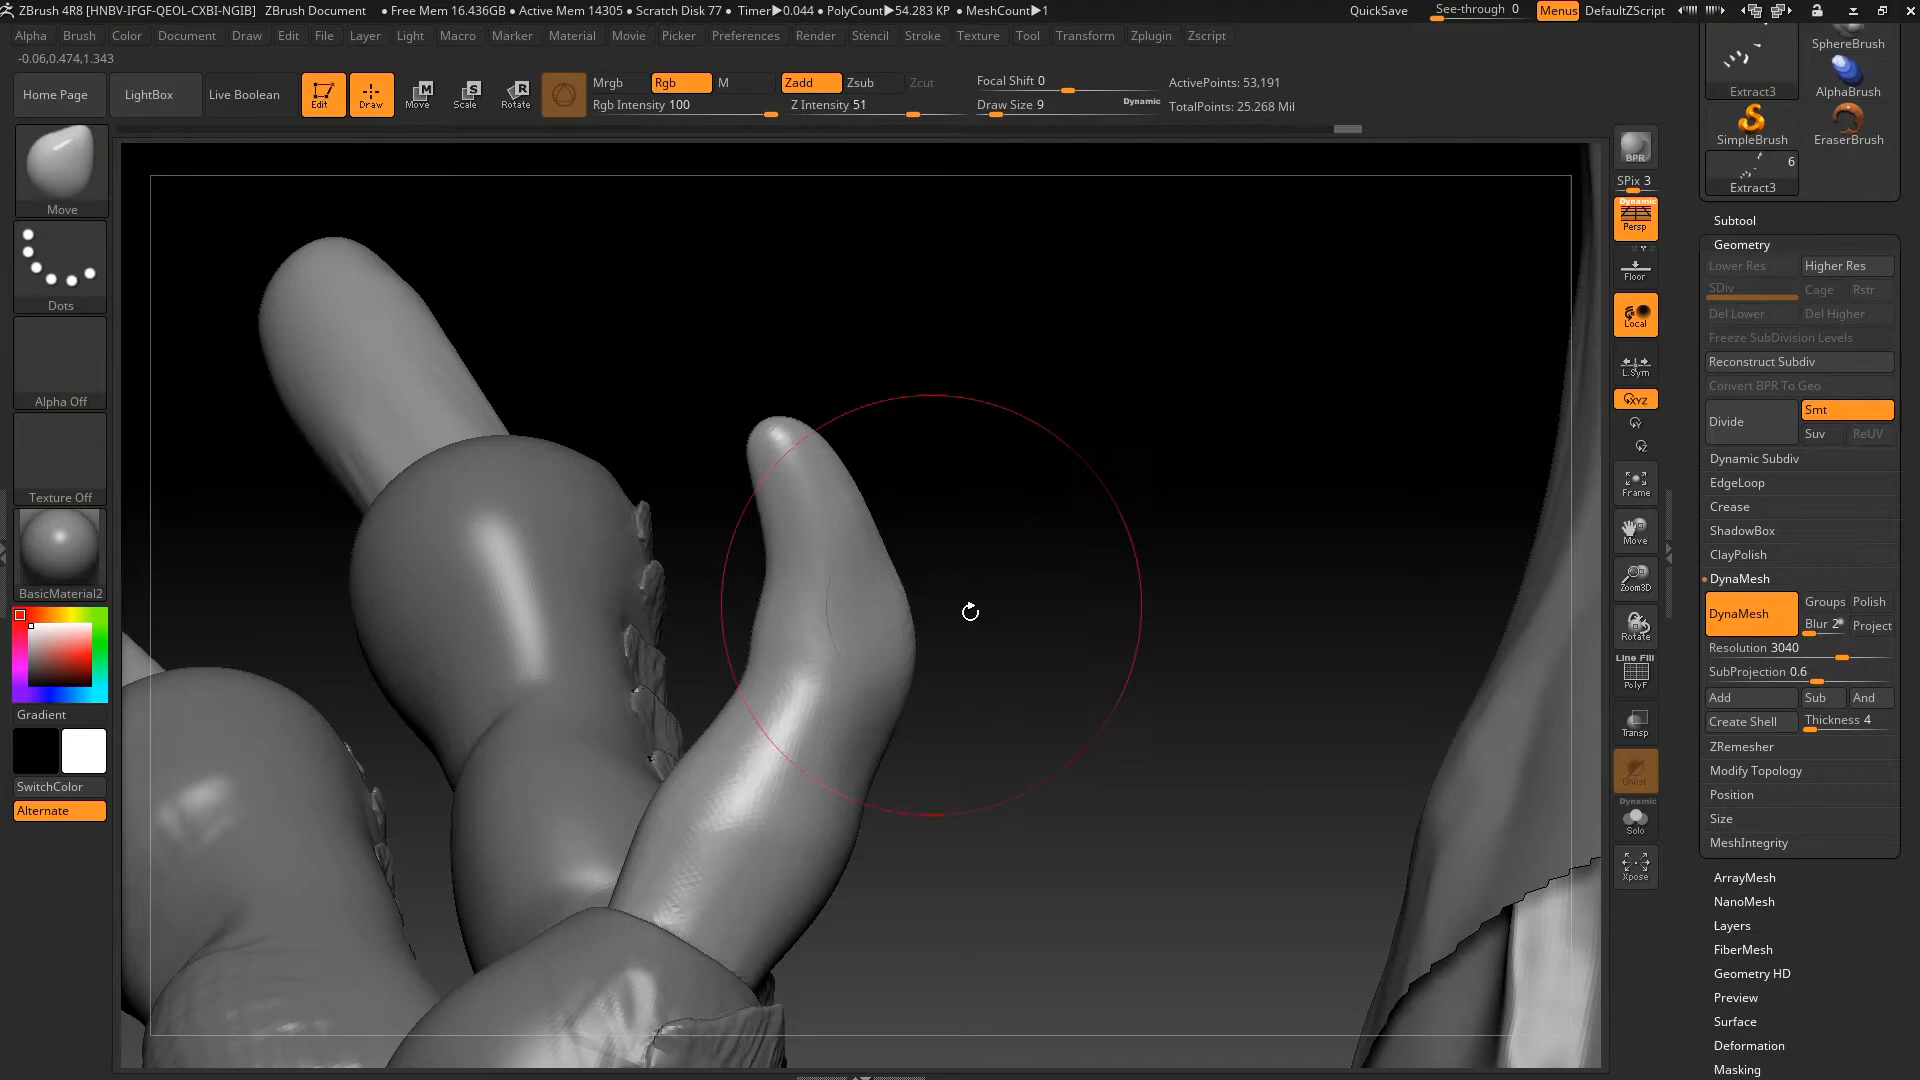 ZBrush 4R8 [HNBV-IFGF-QEOL-CXBI-NGIB] ZBrush Document • Free Mem 16.436GB • Active Mem 14305 • Scratch Disk 77 • Timer▶0.044 • PolyCount▶54.283 KP • MeshCount▶1 QuickSave See-through 0 Menus DefaultZScript
Alpha Brush Color Document Draw Edit File Layer Light Macro Marker Material Movie Picker Preferences Render Stencil Stroke Texture Tool Transform Zplugin Zscript
-0.06,0.474,1.343
Home Page LightBox Live Boolean Edit Draw Move Scale Rotate
M S R
Mrgb Rgb M Zadd Zsub Zcut Focal Shift 0 ActivePoints: 53,191
Rgb Intensity 100 Z Intensity 51 Draw Size 9 Dynamic TotalPoints: 25.268 Mil
Move
Dots
Alpha Off
Texture Off
BasicMaterial2
Gradient
SwitchColor
Alternate
BPR
SPix 3
Dynamic
Persp
Floor
Local
L.Sym
XYZ
Y
Z
Frame
Move
Zoom3D
Rotate
Line Fill
PolyF
Transp
Ghost
Dynamic
Solo
Xpose
SphereBrush
Extract3 AlphaBrush
SimpleBrush EraserBrush
6
Extract3
Subtool
Geometry
Lower Res Higher Res
SDiv Cage Rstr
Del Lower Del Higher
Freeze SubDivision Levels
Reconstruct Subdiv
Convert BPR To Geo
Divide Smt
Suv ReUV
Dynamic Subdiv
EdgeLoop
Crease
ShadowBox
ClayPolish
DynaMesh
DynaMesh Groups Polish
Blur 2 Project
Resolution 3040
SubProjection 0.6
Add Sub And
Create Shell Thickness 4
ZRemesher
Modify Topology
Position
Size
MeshIntegrity
ArrayMesh
NanoMesh
Layers
FiberMesh
Geometry HD
Preview
Surface
Deformation
Masking